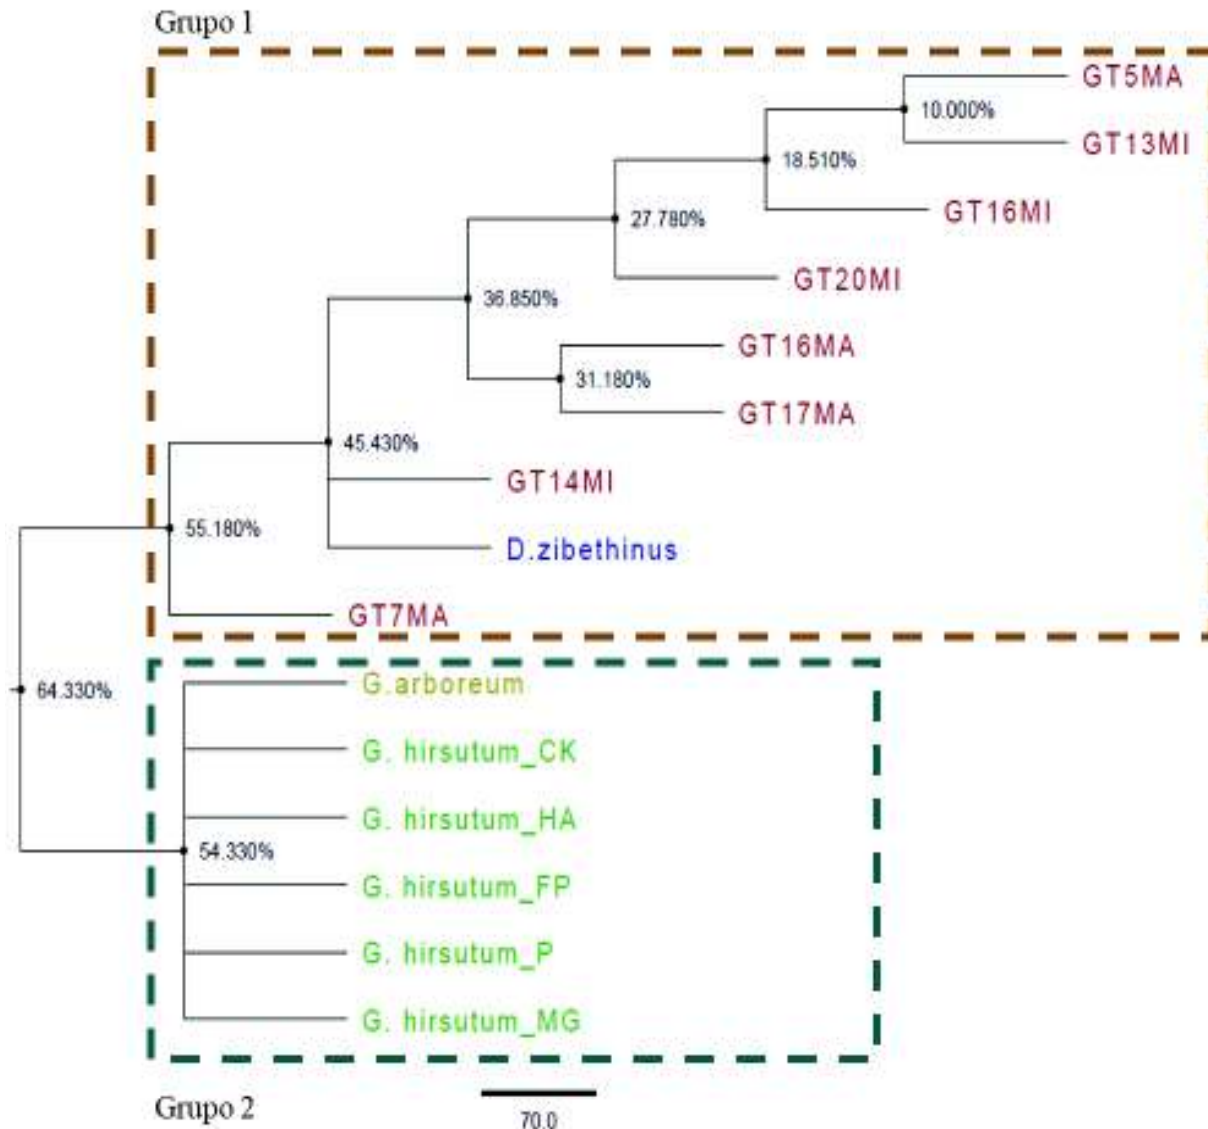 Grupo 1
GT5MA
10.000%
GT13MI
18.510%
GT16MI
27.780%
GT20MI
36.850%
GT16MA
31.180%
GT17MA
45.430%
GT14MI
55.180%
D.zibethinus
GT7MA
64.330%
G.arboreum
G. hirsutum_CK
G. hirsutum_HA
54.330%
G. hirsutum_FP
G. hirsutum_P
G. hirsutum_MG
Grupo 2
70.0